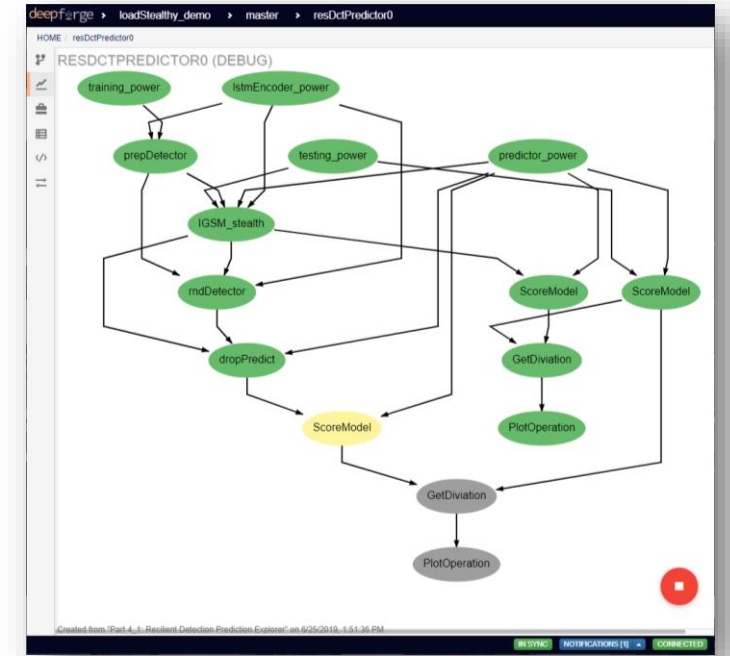 deepforge › loadStealthy_demo › master › resDctPredictor0
HOME / resDctPredictor0
RESDCTPREDICTOR0 (DEBUG)
training_power lstmEncoder_power
prepDetector testing_power predictor_power
IGSM_stealth
rndDetector ScoreModel ScoreModel
dropPredict GetDiviation
ScoreModel PlotOperation
GetDiviation
PlotOperation
Created from "Part 4_1: Resilient Detection Prediction Explorer" on 6/25/2019, 1:51:36 PM
IN SYNC NOTIFICATIONS [1] CONNECTED